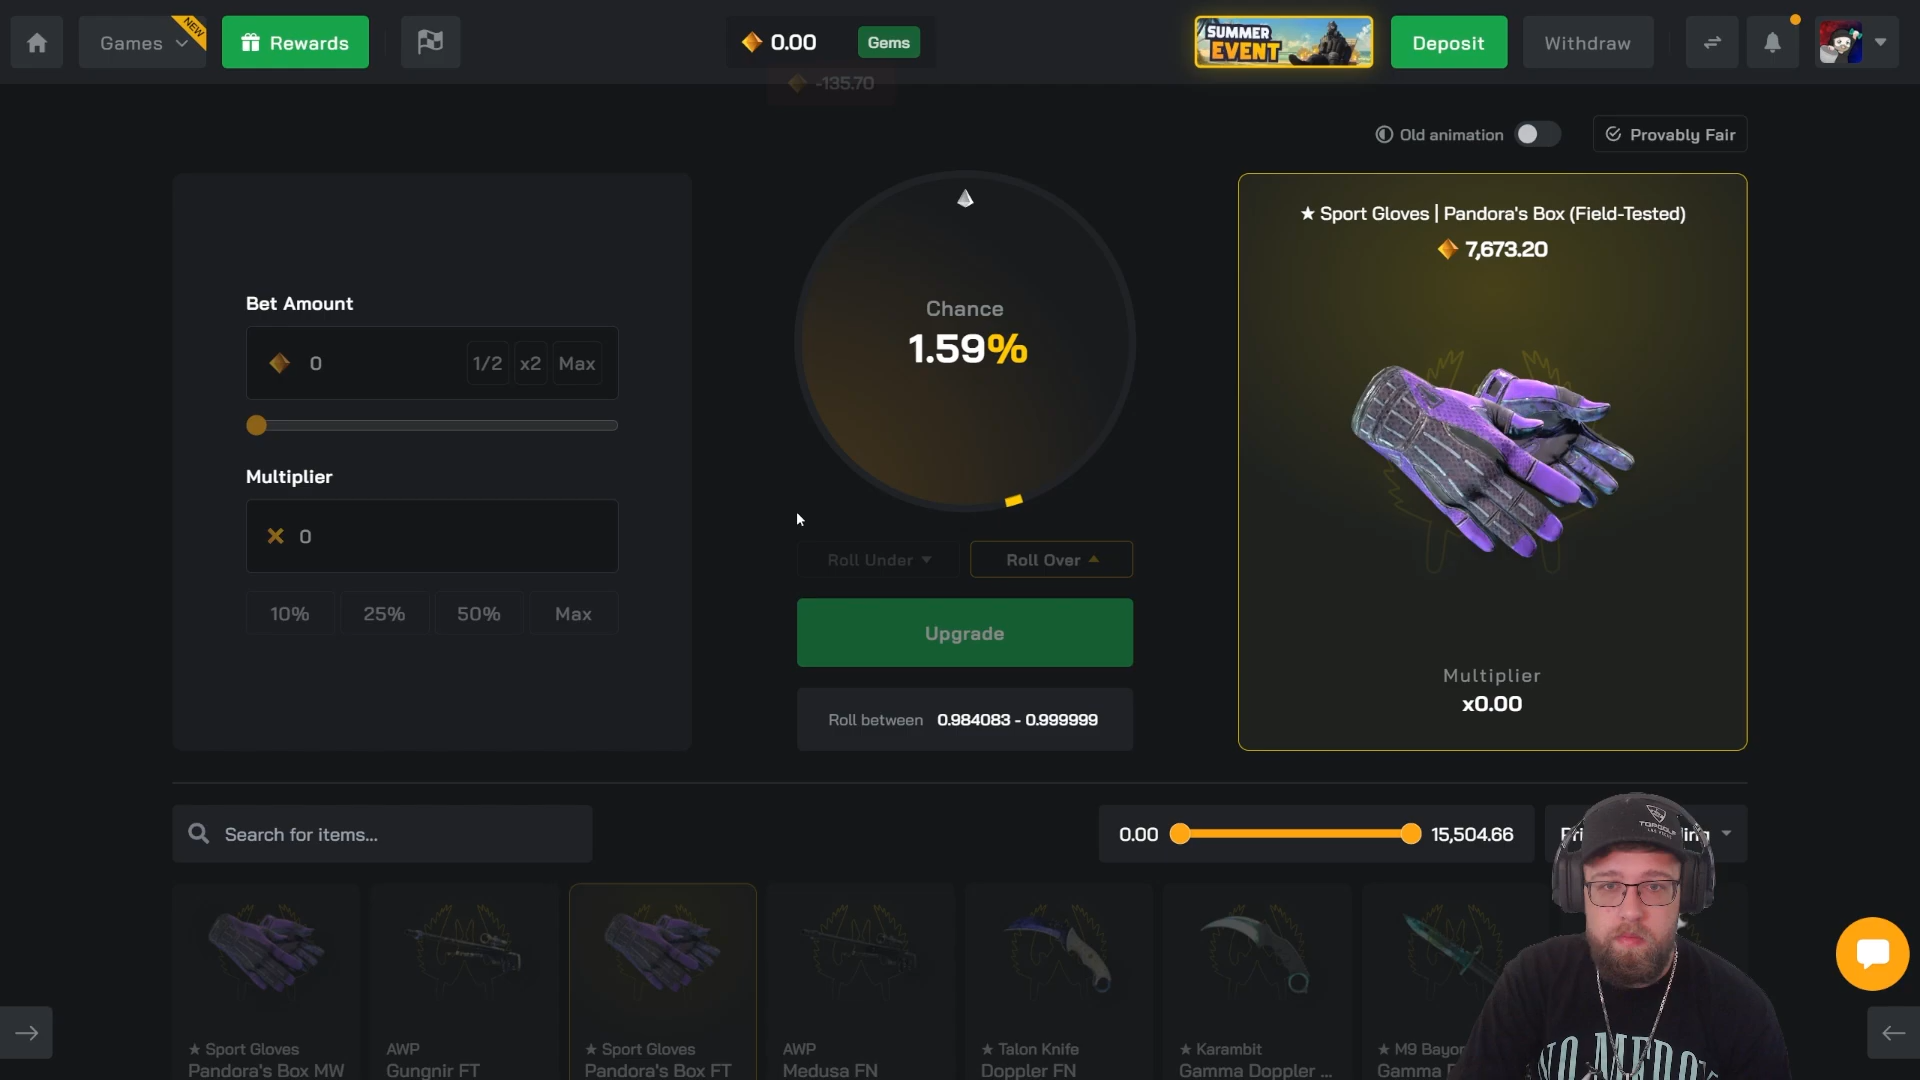 Games
NEW
Rewards
0.00
Gems
-135.70
SUMMER
EVENT
Deposit
Withdraw
Old animation
Provably Fair
Bet Amount
0
1/2
x2
Max
Multiplier
0
10%
25%
50%
Max
Chance
1.59%
Roll Under
Roll Over
Upgrade
Roll between 0.984083 - 0.999999
★ Sport Gloves | Pandora's Box (Field-Tested)
7,673.20
Multiplier
x0.00
Search for items...
0.00
15,504.66
★ Sport Gloves
Pandora's Box MW
AWP
Gungnir FT
★ Sport Gloves
Pandora's Box FT
AWP
Medusa FN
★ Talon Knife
Doppler FN
★ Karambit
Gamma Doppler ...
★ M9
TOPGOLF